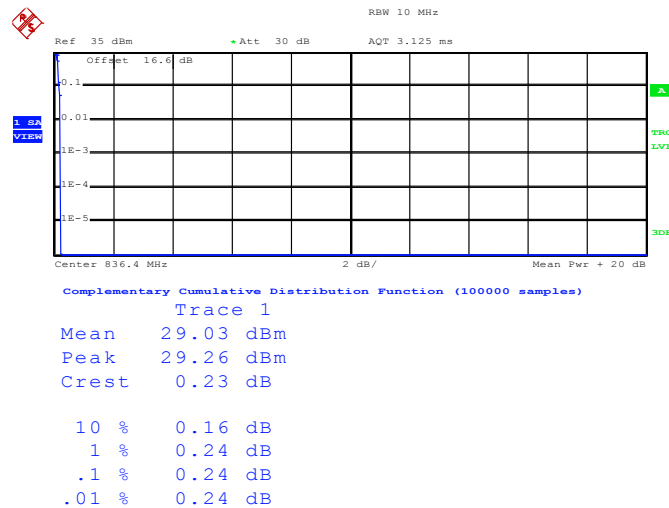 RBW 10 MHz
Ref 35 dBm *Att 30 dB AQT 3.125 ms
Offset 16.6 dB
0.1
A
1 SA
VIEW
0.01
TRG
LVL
1E-3
1E-4
1E-5
3DB
Center 836.4 MHz 2 dB/ Mean Pwr + 20 dB
Complementary Cumulative Distribution Function (100000 samples)
Trace 1
Mean 29.03 dBm
Peak 29.26 dBm
Crest 0.23 dB
10 % 0.16 dB
1 % 0.24 dB
.1 % 0.24 dB
.01 % 0.24 dB